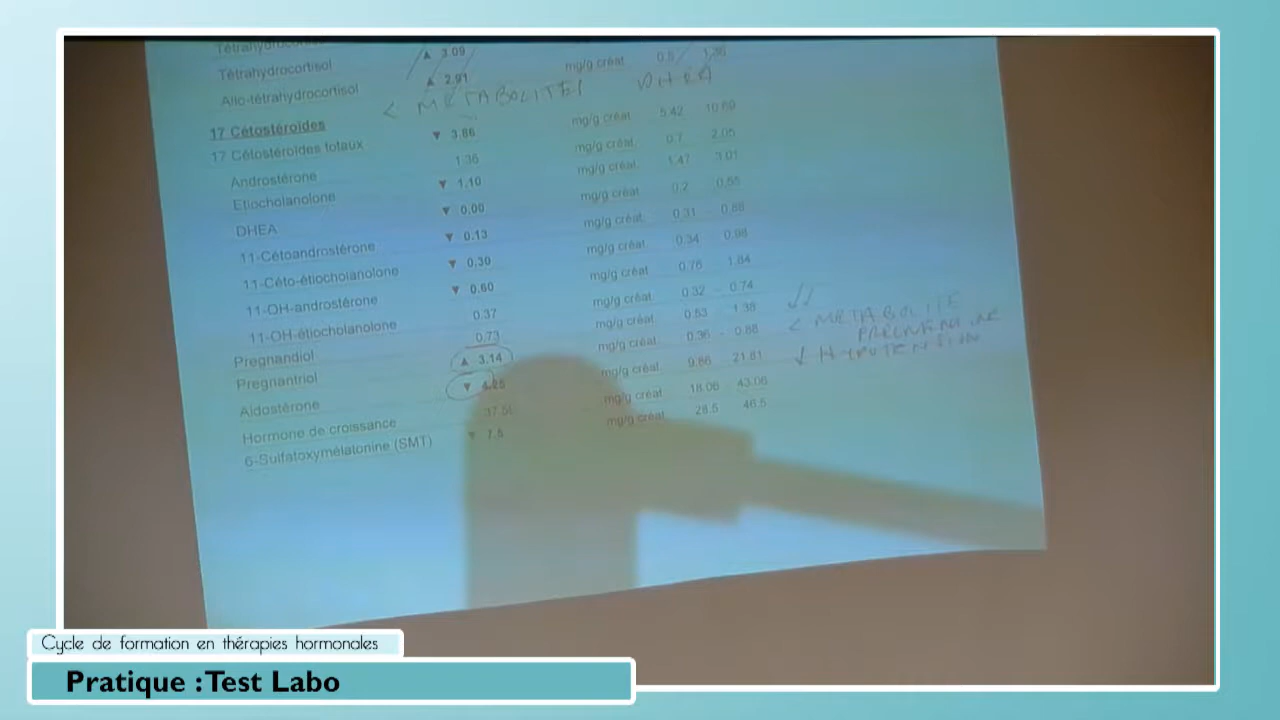 Tétrahydrocortisol ▲ 3.09 mg/g créat 0.5 1.36
Allo-tétrahydrocortisol ▲ 2.91
< METABOLITES DHEA
17 Cétostéroïdes
17 Cétostéroïdes totaux ▼ 3.86 mg/g créat 5.42 10.69
Androstérone 1.36 mg/g créat. 0.7 2.05
Etiocholanolone ▼ 1.10 mg/g créat. 1.47 3.01
DHEA ▼ 0.00 mg/g créat. 0.2 0.55
11-Cétoandrostérone ▼ 0.13 mg/g créat. 0.31 - 0.88
11-Céto-étiocholanolone ▼ 0.30 mg/g créat. 0.34 0.98
11-OH-androstérone ▼ 0.60 mg/g créat. 0.76 1.84
11-OH-étiocholanolone 0.37 mg/g créat. 0.32 - 0.74
Pregnandiol 0.73 mg/g créat. 0.53 1.38
< METABOLITE
Pregnantriol ▲ 3.14 mg/g créat. 0.36 - 0.88
Aldostérone ▼ mg/g créat. 9.86 21.61
↓ HYPOTENSION
Hormone de croissance mg/g créat 18.06 43.06
6-Sulfatoxymélatonine (SMT) ▼ 7.5 mg/g créat 28.5 46.5
Cycle de formation en thérapies hormonales
Pratique : Test Labo